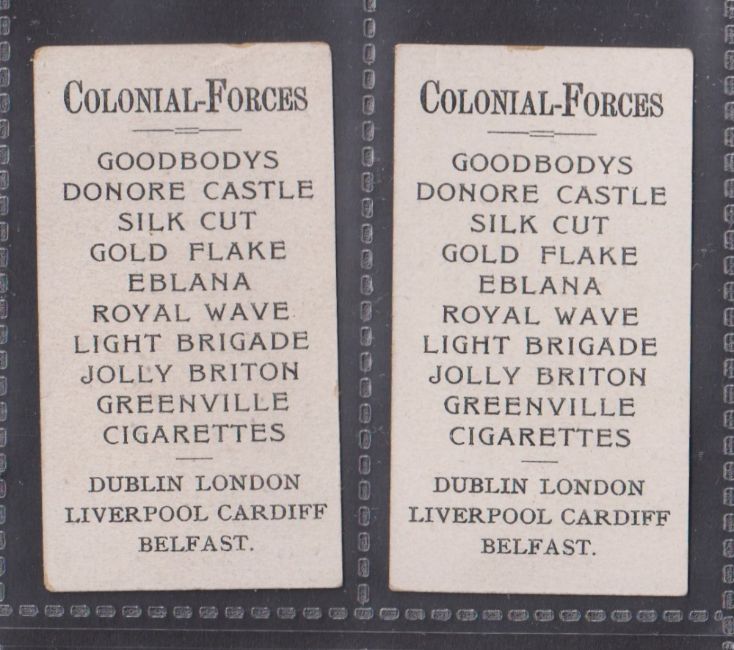 COLONIAL-FORCES
GOODBODYS
DONORE CASTLE
SILK CUT
GOLD FLAKE
EBLANA
ROYAL WAVE
LIGHT BRIGADE
JOLLY BRITON
GREENVILLE
CIGARETTES
DUBLIN LONDON
LIVERPOOL CARDIFF
BELFAST.
COLONIAL-FORCES
GOODBODYS
DONORE CASTLE
SILK CUT
GOLD FLAKE
EBLANA
ROYAL WAVE
LIGHT BRIGADE
JOLLY BRITON
GREENVILLE
CIGARETTES
DUBLIN LONDON
LIVERPOOL CARDIFF
BELFAST.